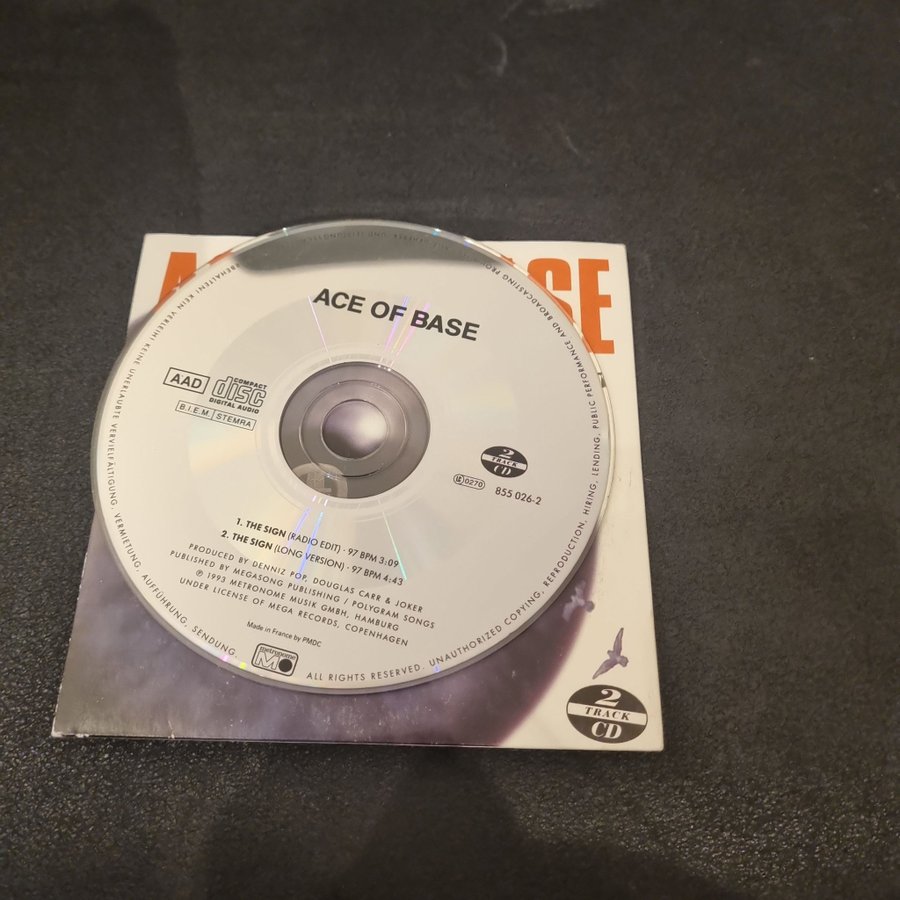 A
SE
ACE OF BASE
AAD
COMPACT
disc
DIGITAL AUDIO
B.I.E.M. STEMRA
2
TRACK
CD
LC 0270
855 026-2
1. THE SIGN (RADIO EDIT) · 97 BPM 3:09
2. THE SIGN (LONG VERSION) · 97 BPM 4:43
PRODUCED BY DENNIZ POP, DOUGLAS CARR & JOKER
PUBLISHED BY MEGASONG PUBLISHING / POLYGRAM SONGS
℗ 1993 METRONOME MUSIK GMBH, HAMBURG
UNDER LICENSE OF MEGA RECORDS, COPENHAGEN
Made in France by PMDC
metronome
M
ALL RIGHTS RESERVED. UNAUTHORIZED COPYING, REPRODUCTION, HIRING, LENDING, PUBLIC PERFORMANCE AND BROADCASTING
KEIN VERLEIH! KEINE UNERLAUBTE VERVIELFÄLTIGUNG, VERMIETUNG, AUFFÜHRUNG, SENDUNG.
2
TRACK
CD